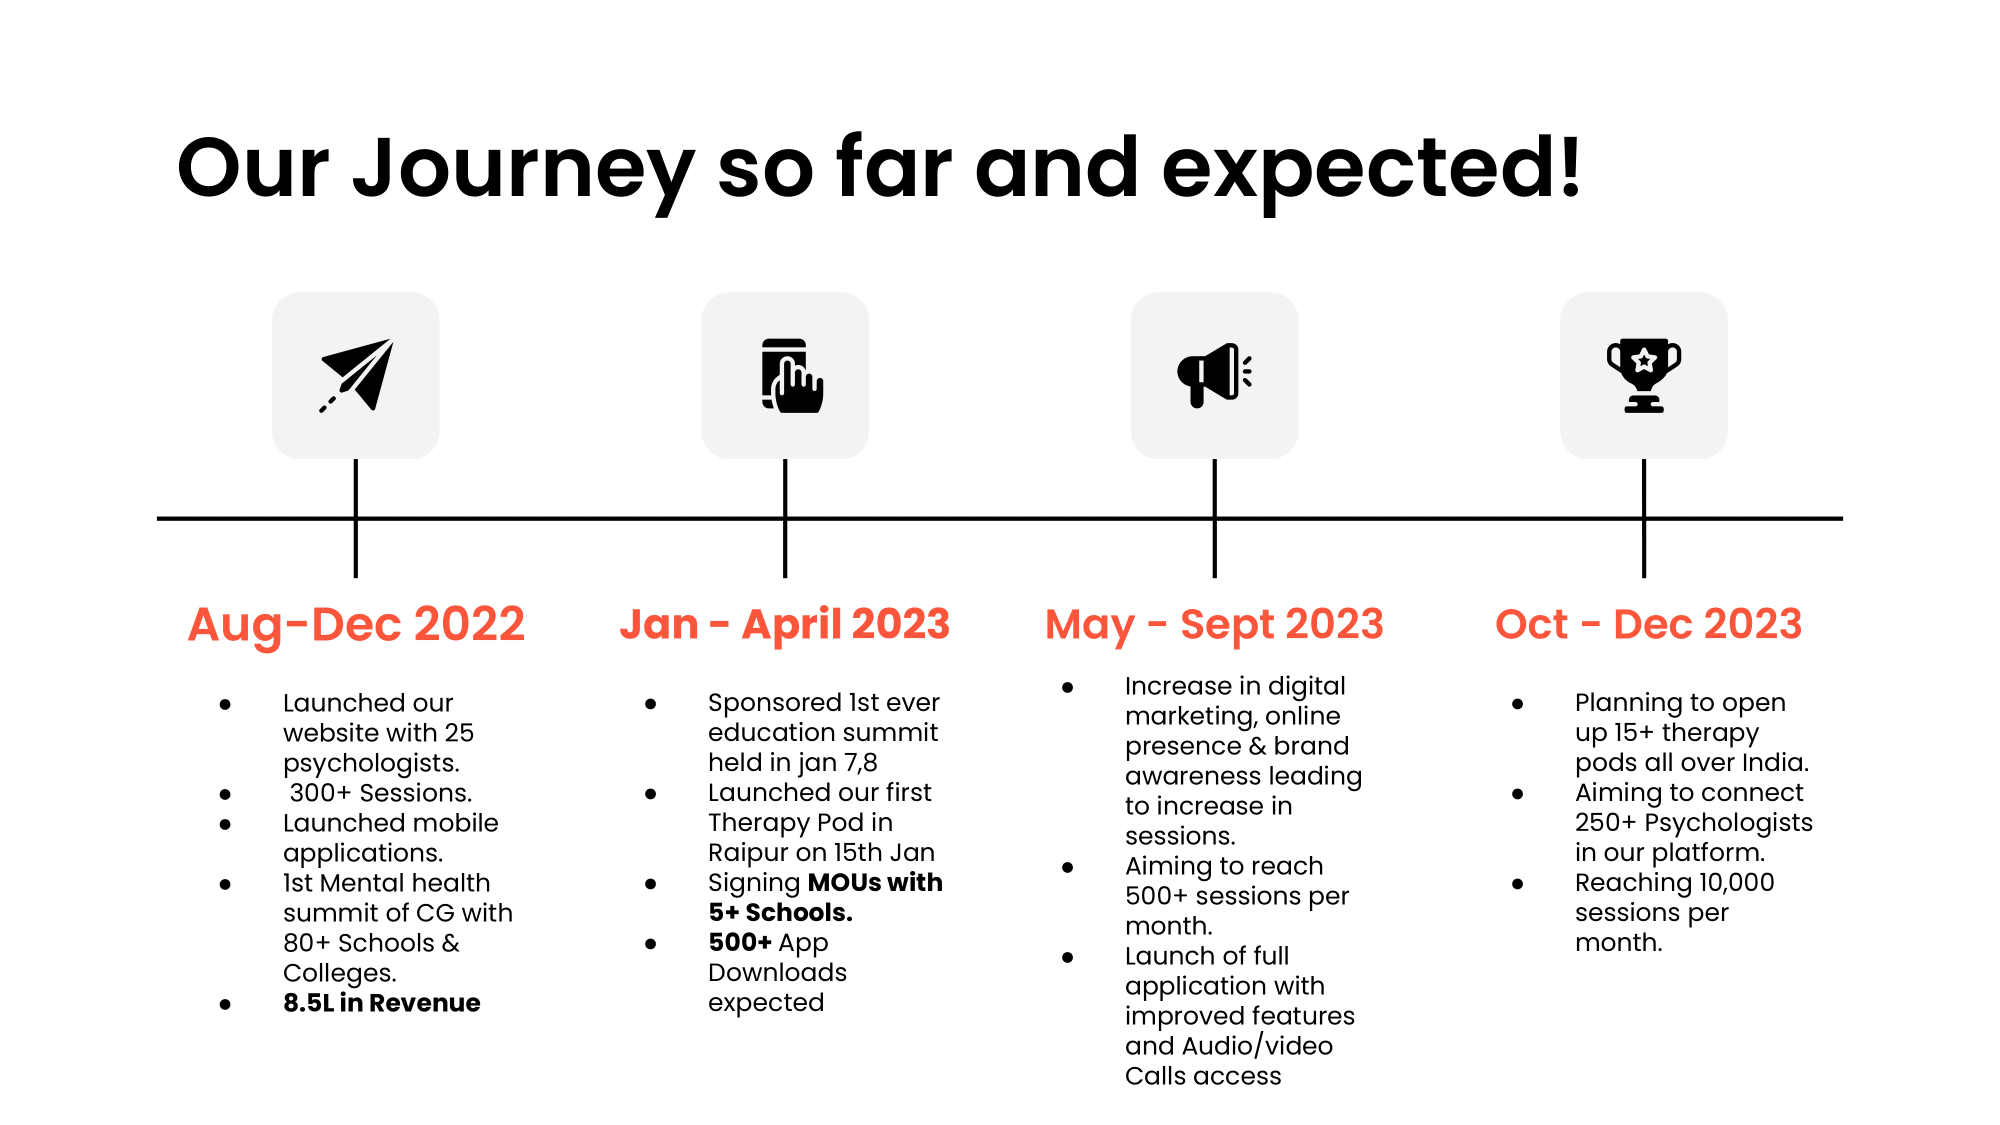 Our Journey so far and expected!
Aug-Dec 2022
● Launched our
website with 25
psychologists.
● 300+ Sessions.
● Launched mobile
applications.
● 1st Mental health
summit of CG with
80+ Schools &
Colleges.
● 8.5L in Revenue
Jan - April 2023
● Sponsored 1st ever
education summit
held in jan 7,8
● Launched our first
Therapy Pod in
Raipur on 15th Jan
● Signing MOUs with
5+ Schools.
● 500+ App
Downloads
expected
May - Sept 2023
● Increase in digital
marketing, online
presence & brand
awareness leading
to increase in
sessions.
● Aiming to reach
500+ sessions per
month.
● Launch of full
application with
improved features
and Audio/video
Calls access
Oct - Dec 2023
● Planning to open
up 15+ therapy
pods all over India.
● Aiming to connect
250+ Psychologists
in our platform.
● Reaching 10,000
sessions per
month.